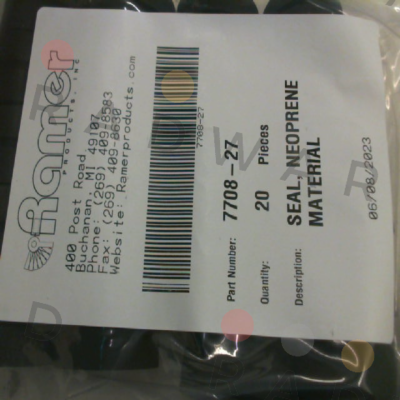 Ramer
PRODUCTS, INC
400 Post Road
Buchanan, MI 49107
Phone: (269) 409-8583
Fax: (269) 409-8630
Website: Ramerproducts.com
7708-27
Part Number: 7708-27
Quantity: 20 Pieces
Description: SEAL, NEOPRENE
MATERIAL
06/08/2023